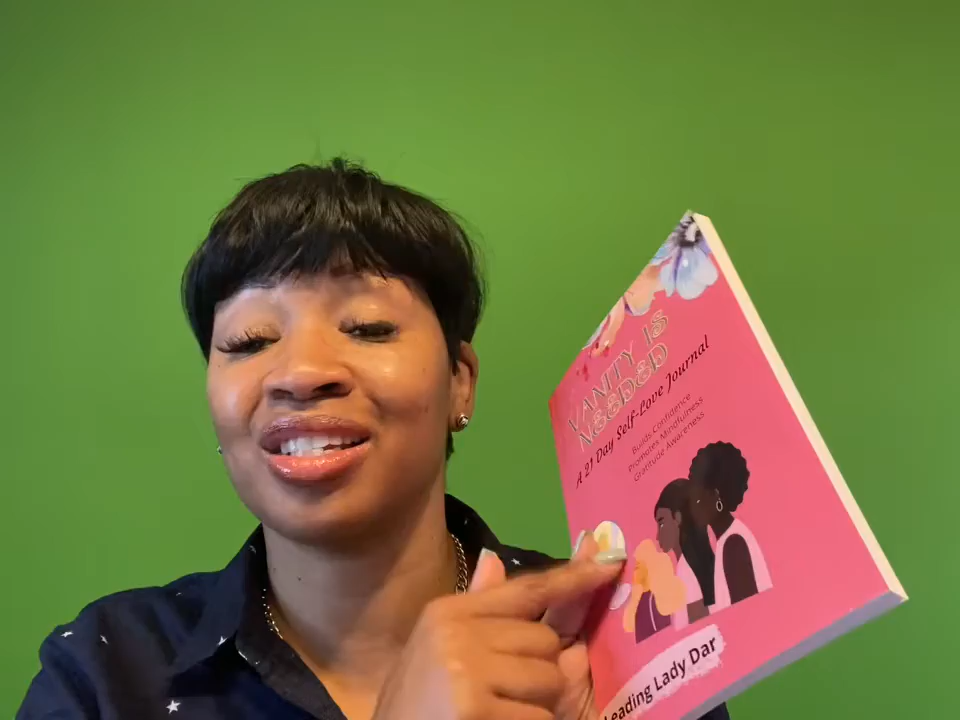 VANITY IS
NEEDED
A 21 Day Self-Love Journal
Builds Confidence
Promotes Mindfulness
Gratitude Awareness
Leading Lady Dar